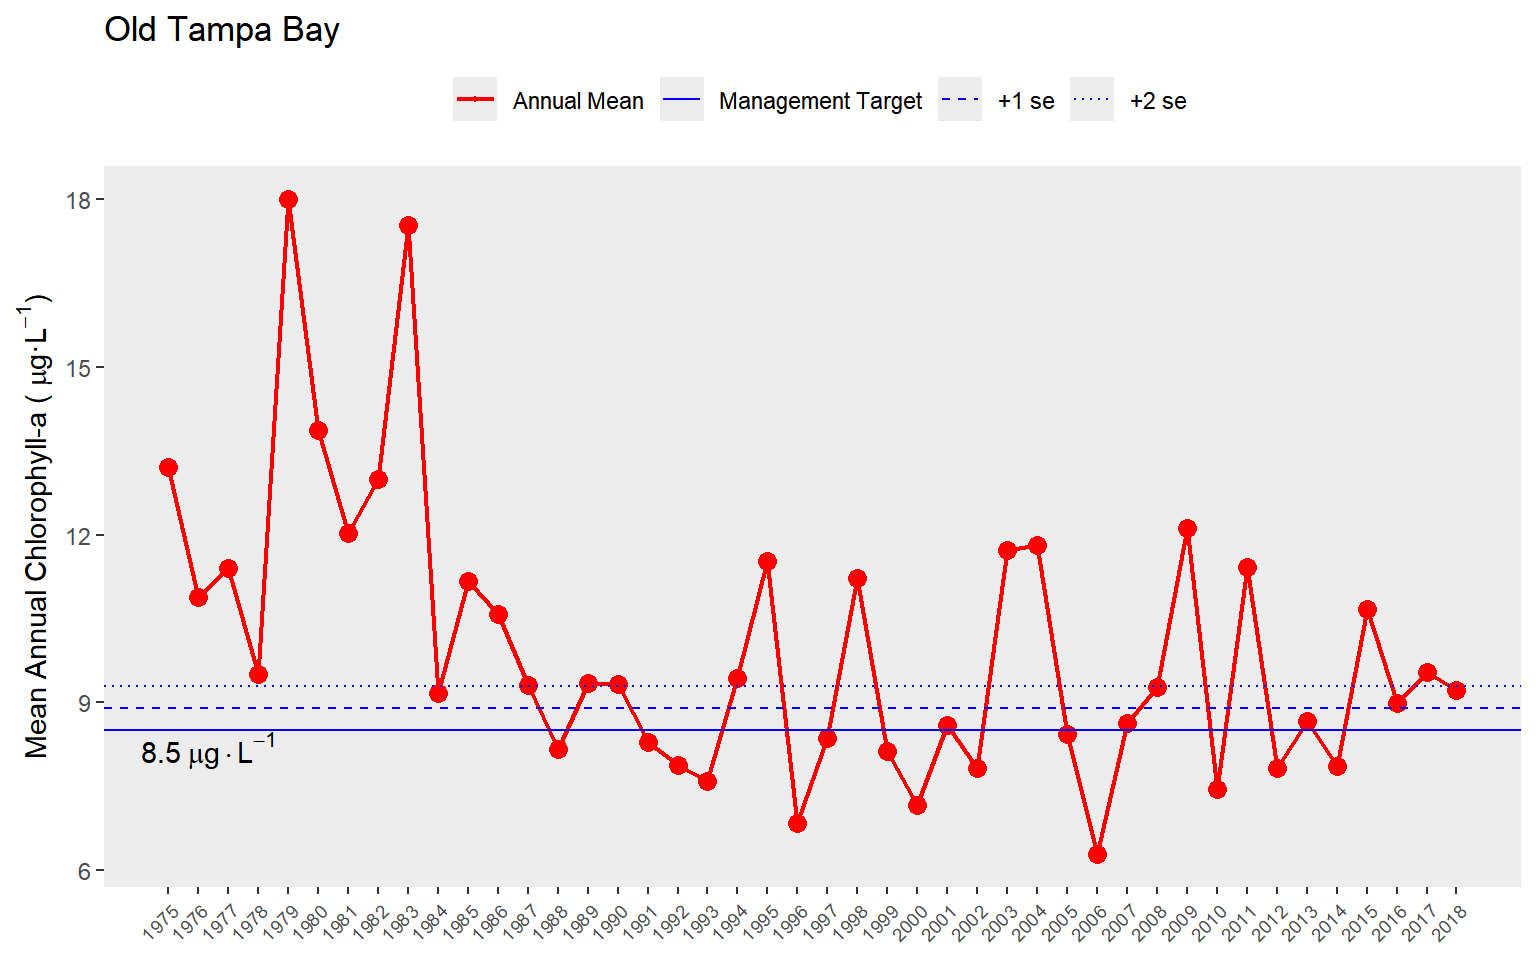 Old Tampa Bay
Annual Mean Management Target +1 se +2 se
Mean Annual Chlorophyll-a ( µg·L⁻¹)
18
15
12
9
6
8.5 µg·L⁻¹
1975 1976 1977 1978 1979 1980 1981 1982 1983 1984 1985 1986 1987 1988 1989 1990 1991 1992 1993 1994 1995 1996 1997 1998 1999 2000 2001 2002 2003 2004 2005 2006 2007 2008 2009 2010 2011 2012 2013 2014 2015 2016 2017 2018